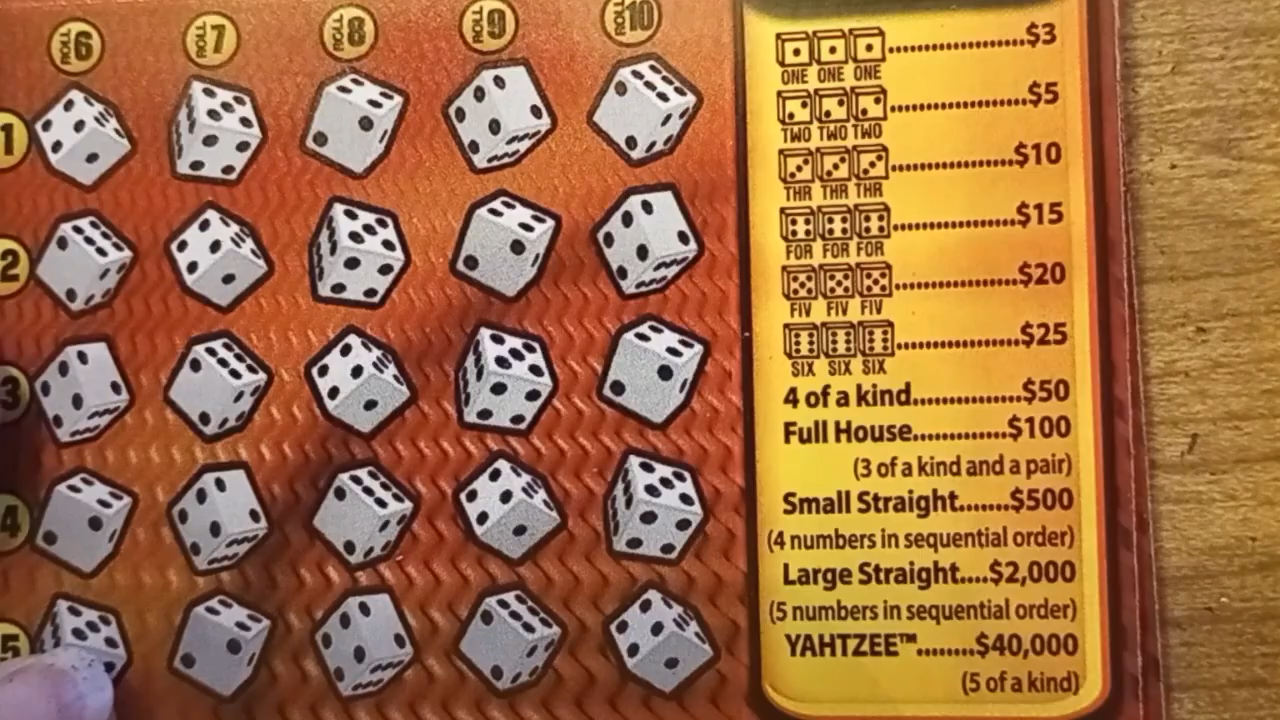 ROLL 6 ROLL 7 ROLL 8 ROLL 9 ROLL 10
1
2
3
4
5
....................$3
ONE ONE ONE
....................$5
TWO TWO TWO
..................$10
THR THR THR
..................$15
FOR FOR FOR
..................$20
FIV FIV FIV
..................$25
SIX SIX SIX
4 of a kind..............$50
Full House.............$100
(3 of a kind and a pair)
Small Straight.......$500
(4 numbers in sequential order)
Large Straight....$2,000
(5 numbers in sequential order)
YAHTZEE™........$40,000
(5 of a kind)